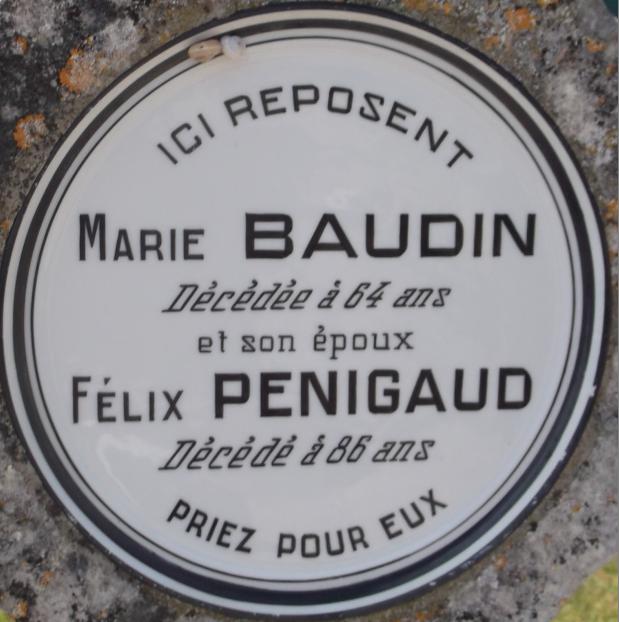 ICI REPOSENT
MARIE BAUDIN
Décédée à 64 ans
et son époux
FÉLIX PENIGAUD
Décédé à 86 ans
PRIEZ POUR EUX